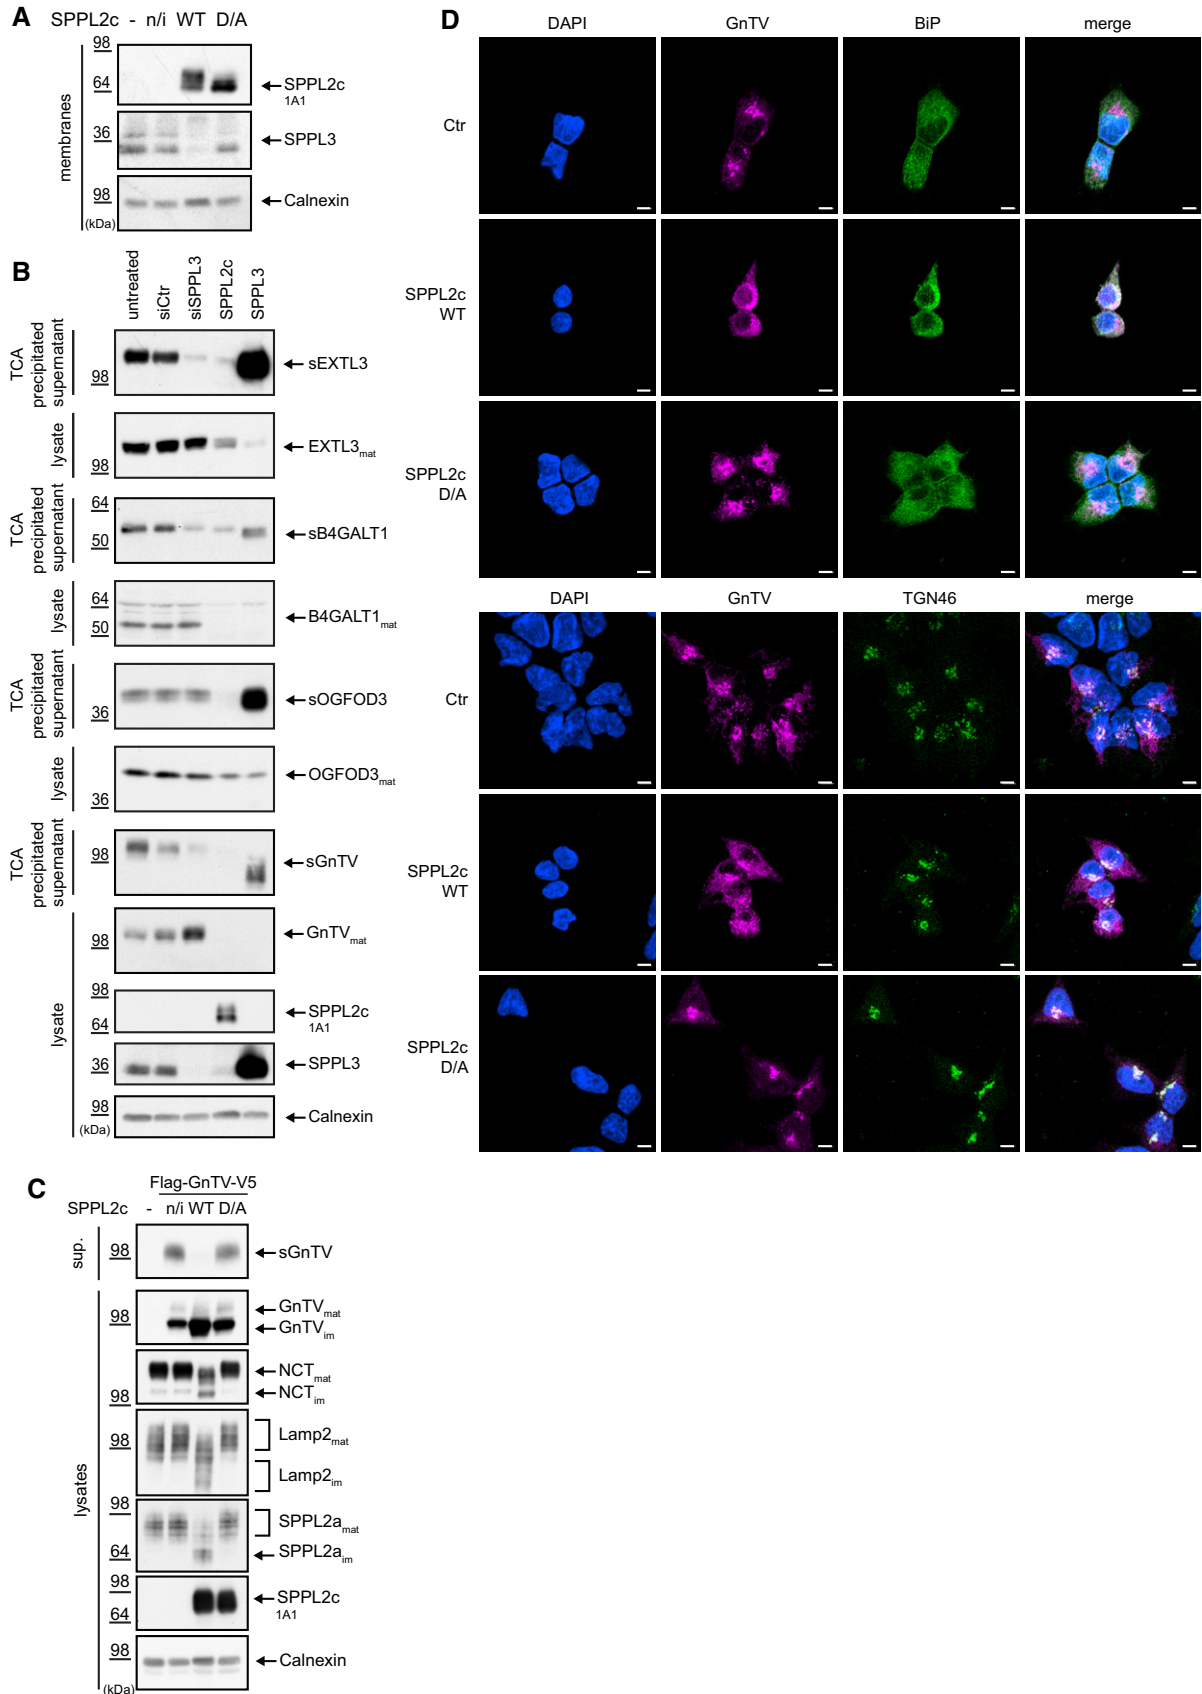 A
SPPL2c - n/i WT D/A
98
64
SPPL2c
1A1
36
SPPL3
98
Calnexin
(kDa)
membranes
B
untreated
siCtr
siSPPL3
SPPL2c
SPPL3
TCA
precipitated
supernatant
98
sEXTL3
lysate
98
EXTL3mat
TCA
precipitated
supernatant
64
50
sB4GALT1
lysate
64
50
B4GALT1mat
TCA
precipitated
supernatant
36
sOGFOD3
lysate
36
OGFOD3mat
TCA
precipitated
supernatant
98
sGnTV
lysate
98
GnTVmat
98
64
SPPL2c
1A1
36
SPPL3
98
Calnexin
(kDa)
C
Flag-GnTV-V5
SPPL2c - n/i WT D/A
sup.
98
sGnTV
lysates
98
GnTVmat
GnTVim
98
NCTmat
NCTim
98
Lamp2mat
Lamp2im
98
64
SPPL2amat
SPPL2aim
98
64
SPPL2c
1A1
98
Calnexin
(kDa)
D
DAPI GnTV BiP merge
Ctr
SPPL2c
WT
SPPL2c
D/A
DAPI GnTV TGN46 merge
Ctr
SPPL2c
WT
SPPL2c
D/A